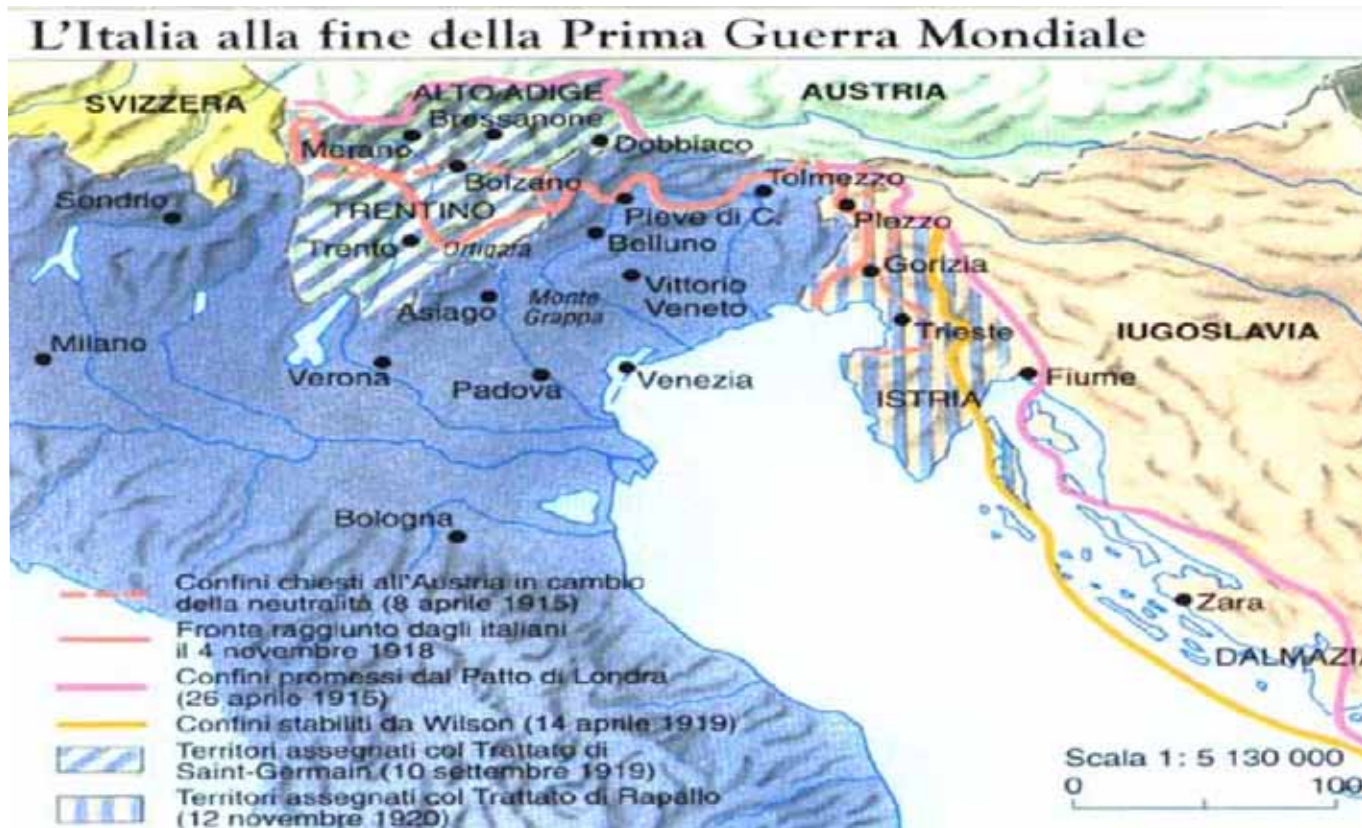 L'Italia alla fine della Prima Guerra Mondiale
SVIZZERA
ALTO ADIGE
AUSTRIA
Bressanone
Merano
Dobbiaco
Bolzano
Tolmezzo
Sondrio
TRENTINO
Pieve di C.
Plezzo
Trento
Ortigara
Belluno
Gorizia
Asiago
Monte
Grappa
Vittorio
Veneto
Trieste
IUGOSLAVIA
Milano
Verona
Padova
Venezia
ISTRIA
Fiume
Bologna
Zara
DALMAZIA
Confini chiesti all'Austria in cambio
della neutralità (8 aprile 1915)
Fronte raggiunto dagli italiani
il 4 novembre 1918
Confini promessi dal Patto di Londra
(26 aprile 1915)
Confini stabiliti da Wilson (14 aprile 1919)
Territori assegnati col Trattato di
Saint-Germain (10 settembre 1919)
Territori assegnati col Trattato di Rapallo
(12 novembre 1920)
Scala 1: 5 130 000
0 100